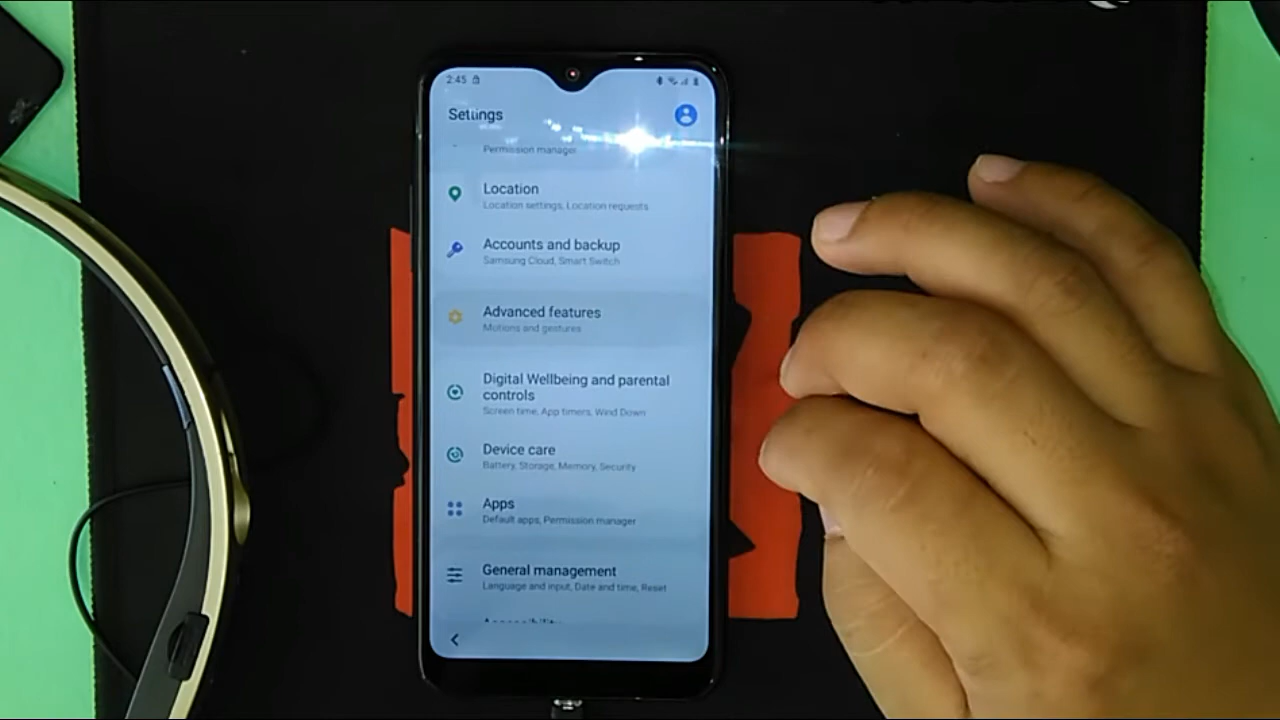 2:45
Settings
Permission manager
Location
Location settings, Location requests
Accounts and backup
Samsung Cloud, Smart Switch
Advanced features
Motions and gestures
Digital Wellbeing and parental
controls
Screen time, App timers, Wind Down
Device care
Battery, Storage, Memory, Security
Apps
Default apps, Permission manager
General management
Language and input, Date and time, Reset